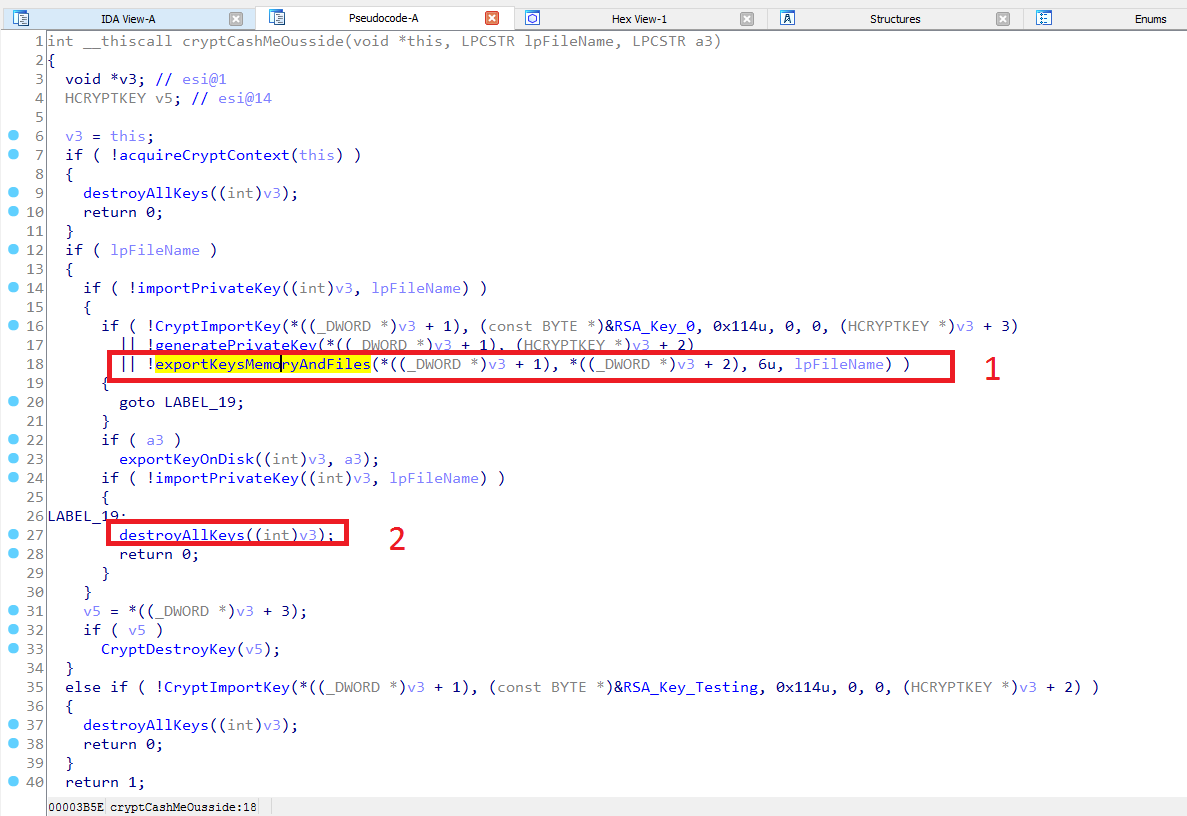 IDA View-A Pseudocode-A Hex View-1 Structures Enums
1 int __thiscall cryptCashMeOusside(void *this, LPCSTR lpFileName, LPCSTR a3)
2 {
3 void *v3; // esi@1
4 HCRYPTKEY v5; // esi@14
5
6 v3 = this;
7 if ( !acquireCryptContext(this) )
8 {
9 destroyAllKeys((int)v3);
10 return 0;
11 }
12 if ( lpFileName )
13 {
14 if ( !importPrivateKey((int)v3, lpFileName) )
15 {
16 if ( !CryptImportKey(*((_DWORD *)v3 + 1), (const BYTE *)&RSA_Key_0, 0x114u, 0, 0, (HCRYPTKEY *)v3 + 3)
17 || !generatePrivateKey(*((_DWORD *)v3 + 1), (HCRYPTKEY *)v3 + 2)
18 || !exportKeysMemoryAndFiles(*((_DWORD *)v3 + 1), *((_DWORD *)v3 + 2), 6u, lpFileName) ) 1
19 {
20 goto LABEL_19;
21 }
22 if ( a3 )
23 exportKeyOnDisk((int)v3, a3);
24 if ( !importPrivateKey((int)v3, lpFileName) )
25 {
26 LABEL_19:
27 destroyAllKeys((int)v3); 2
28 return 0;
29 }
30 }
31 v5 = *((_DWORD *)v3 + 3);
32 if ( v5 )
33 CryptDestroyKey(v5);
34 }
35 else if ( !CryptImportKey(*((_DWORD *)v3 + 1), (const BYTE *)&RSA_Key_Testing, 0x114u, 0, 0, (HCRYPTKEY *)v3 + 2) )
36 {
37 destroyAllKeys((int)v3);
38 return 0;
39 }
40 return 1;
00003B5E cryptCashMeOusside:18